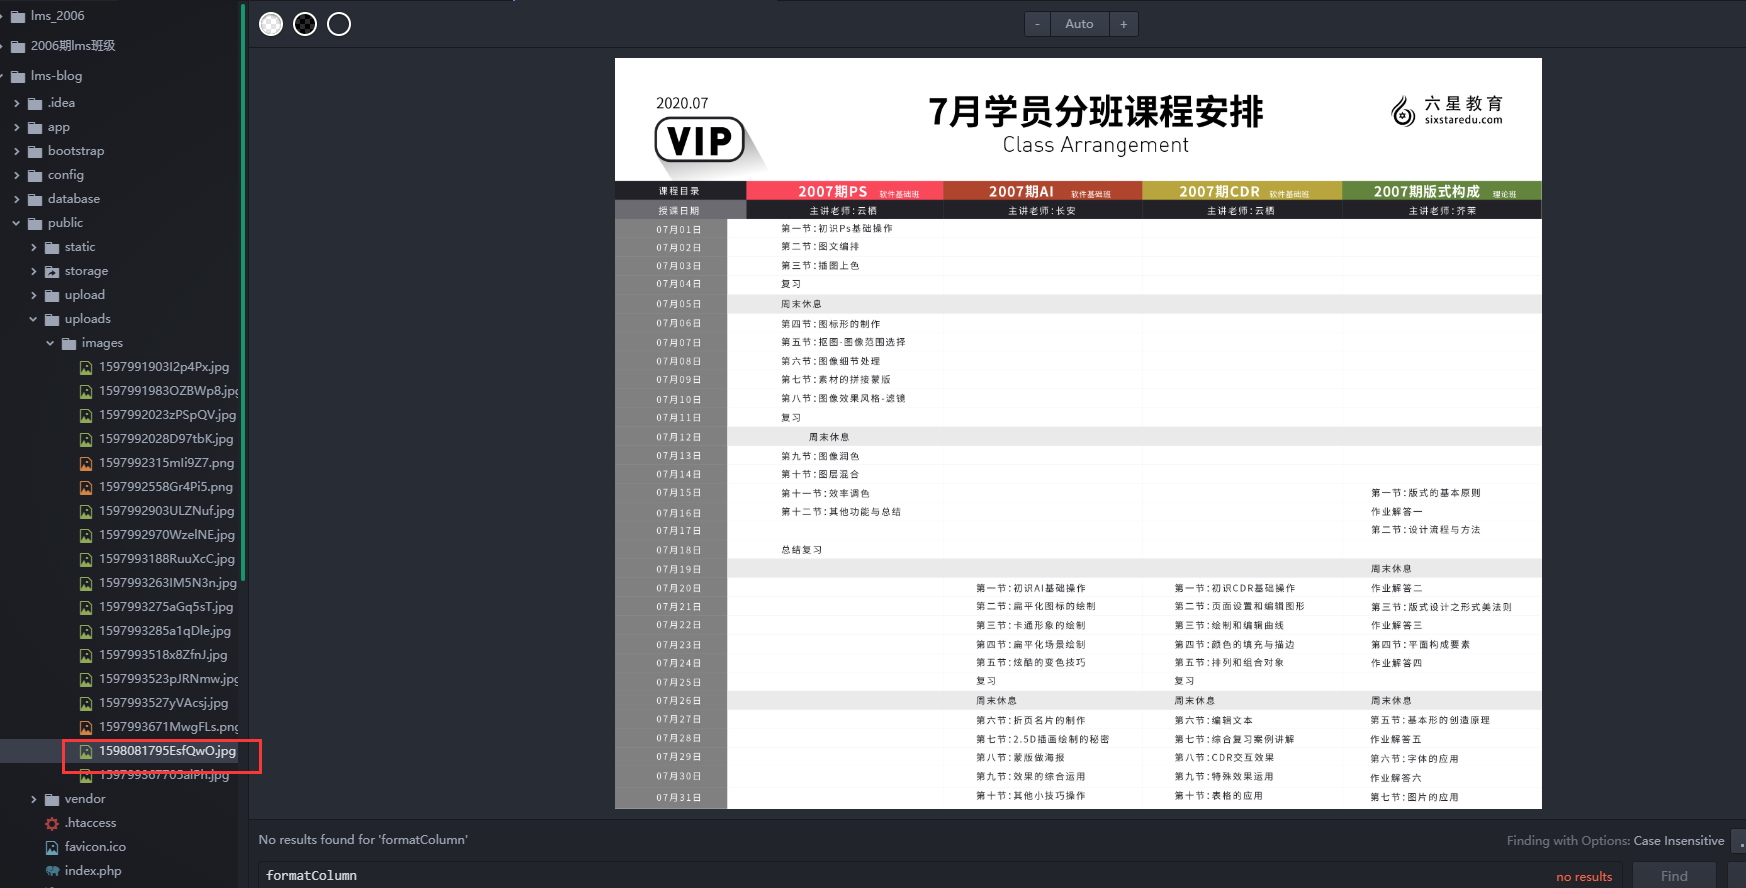 lms_2006
2006期lms班级
lms-blog
.idea
app
bootstrap
config
database
public
static
storage
upload
uploads
images
1597991903I2p4Px.jpg
1597991983OZBWp8.jpg
1597992023zPSpQV.jpg
1597992028D97tbK.jpg
1597992315mIi9Z7.png
1597992558Gr4Pi5.png
1597992903ULZNuf.jpg
1597992970WzelNE.jpg
1597993188RuuXcC.jpg
1597993263IM5N3n.jpg
1597993275aGq5sT.jpg
1597993285a1qDle.jpg
1597993518x8ZfnJ.jpg
1597993523pJRNmw.jpg
1597993527yVAcsj.jpg
1597993671MwgFLs.png
1598081795EsfQwO.jpg
vendor
.htaccess
favicon.ico
index.php
- Auto +
2020.07
VIP
7月学员分班课程安排
Class Arrangement
六星教育
sixstaredu.com
课程目录 2007期PS 软件基础班 2007期AI 软件基础班 2007期CDR 软件基础班 2007期版式构成 理论班
授课日期 主讲老师:云栖 主讲老师:长安 主讲老师:云栖 主讲老师:芥茉
07月01日 第一节:初识Ps基础操作
07月02日 第二节:图文编排
07月03日 第三节:插图上色
07月04日 复习
07月05日 周末休息
07月06日 第四节:图标形的制作
07月07日 第五节:抠图-图像范围选择
07月08日 第六节:图像细节处理
07月09日 第七节:素材的拼接蒙版
07月10日 第八节:图像效果风格-滤镜
07月11日 复习
07月12日 周末休息
07月13日 第九节:图像润色
07月14日 第十节:图层混合
07月15日 第十一节:效率调色 第一节:版式的基本原则
07月16日 第十二节:其他功能与总结 作业解答一
07月17日 第二节:设计流程与方法
07月18日 总结复习
07月19日 周末休息
07月20日 第一节:初识AI基础操作 第一节:初识CDR基础操作 作业解答二
07月21日 第二节:扁平化图标的绘制 第二节:页面设置和编辑图形 第三节:版式设计之形式美法则
07月22日 第三节:卡通形象的绘制 第三节:绘制和编辑曲线 作业解答三
07月23日 第四节:扁平化场景绘制 第四节:颜色的填充与描边 第四节:平面构成要素
07月24日 第五节:炫酷的变色技巧 第五节:排列和组合对象 作业解答四
07月25日 复习 复习
07月26日 周末休息 周末休息 周末休息
07月27日 第六节:折页名片的制作 第六节:编辑文本 第五节:基本形的创造原理
07月28日 第七节:2.5D插画绘制的秘密 第七节:综合复习案例讲解 作业解答五
07月29日 第八节:蒙版做海报 第八节:CDR交互效果 第六节:字体的应用
07月30日 第九节:效果的综合运用 第九节:特殊效果运用 作业解答六
07月31日 第十节:其他小技巧操作 第十节:表格的应用 第七节:图片的应用
No results found for 'formatColumn'
Finding with Options: Case Insensitive
formatColumn
no results
Find